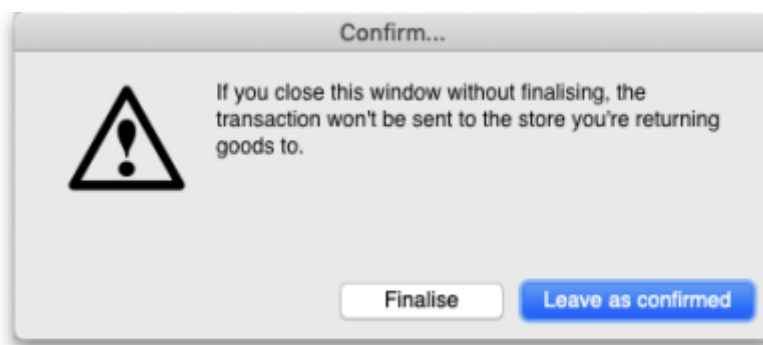 Confirm...
If you close this window without finalising, the
transaction won't be sent to the store you're returning
goods to.
Finalise
Leave as confirmed